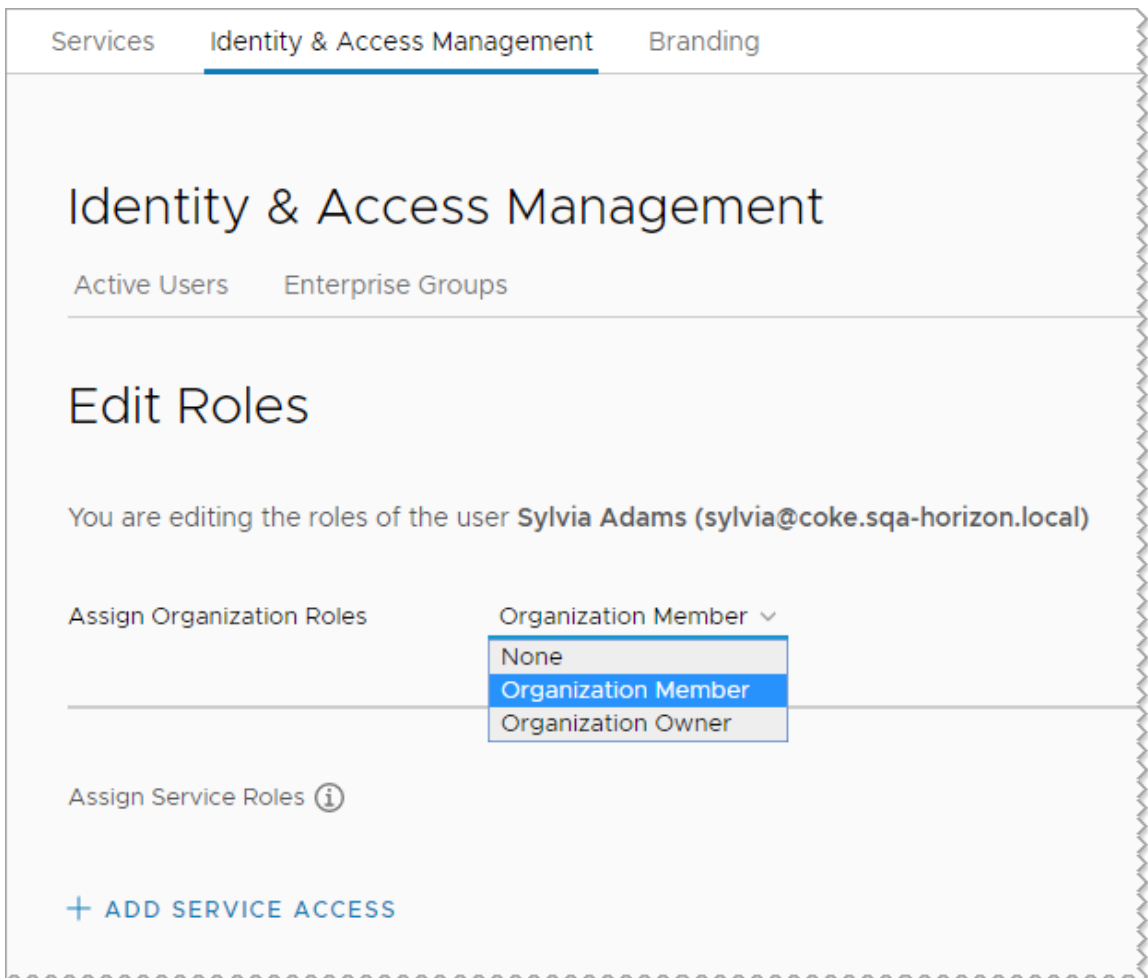 Services Identity & Access Management Branding
Identity & Access Management
Active Users Enterprise Groups
Edit Roles
You are editing the roles of the user Sylvia Adams (sylvia@coke.sqa-horizon.local)
Assign Organization Roles Organization Member
None
Organization Member
Organization Owner
Assign Service Roles
+ ADD SERVICE ACCESS